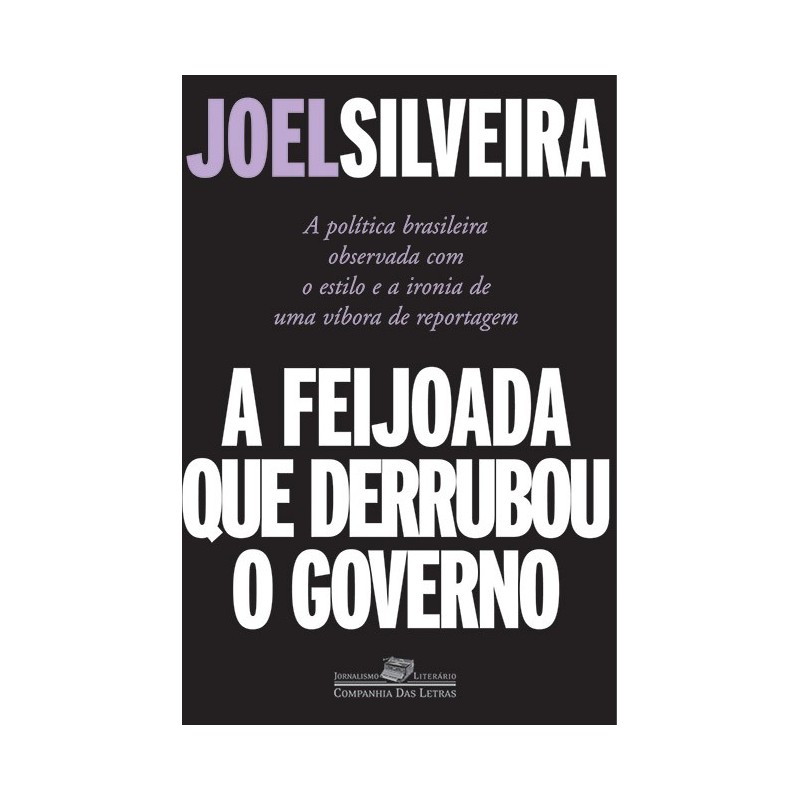 JOELSILVEIRA
A política brasileira
observada com
o estilo e a ironia de
uma víbora de reportagem
A FEIJOADA
QUE DERRUBOU
O GOVERNO
JORNALISMO LITERÁRIO
COMPANHIA DAS LETRAS